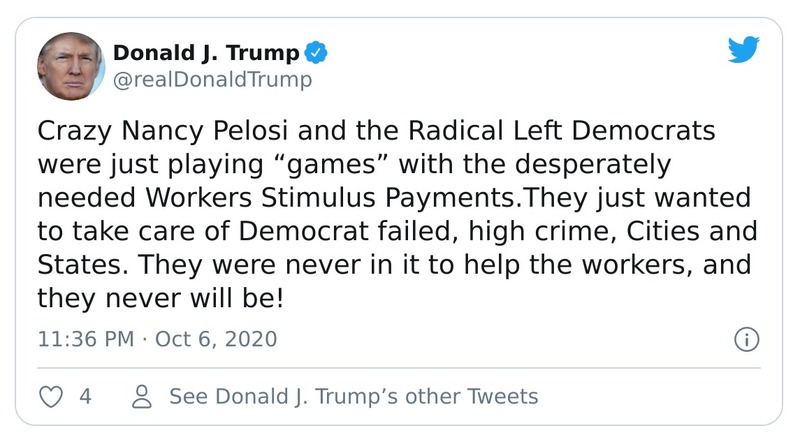 Donald J. Trump
@realDonaldTrump
Crazy Nancy Pelosi and the Radical Left Democrats
were just playing “games” with the desperately
needed Workers Stimulus Payments.They just wanted
to take care of Democrat failed, high crime, Cities and
States. They were never in it to help the workers, and
they never will be!
11:36 PM · Oct 6, 2020
4 See Donald J. Trump’s other Tweets